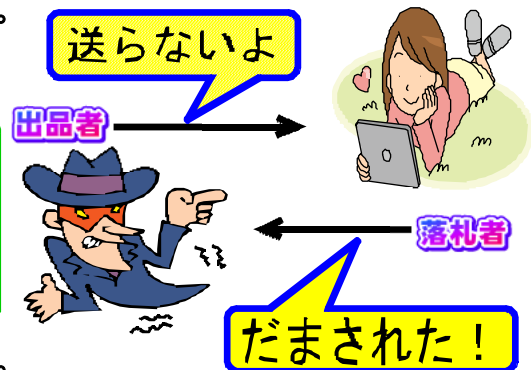 送らないよ
出品者
落札者
だまされた！